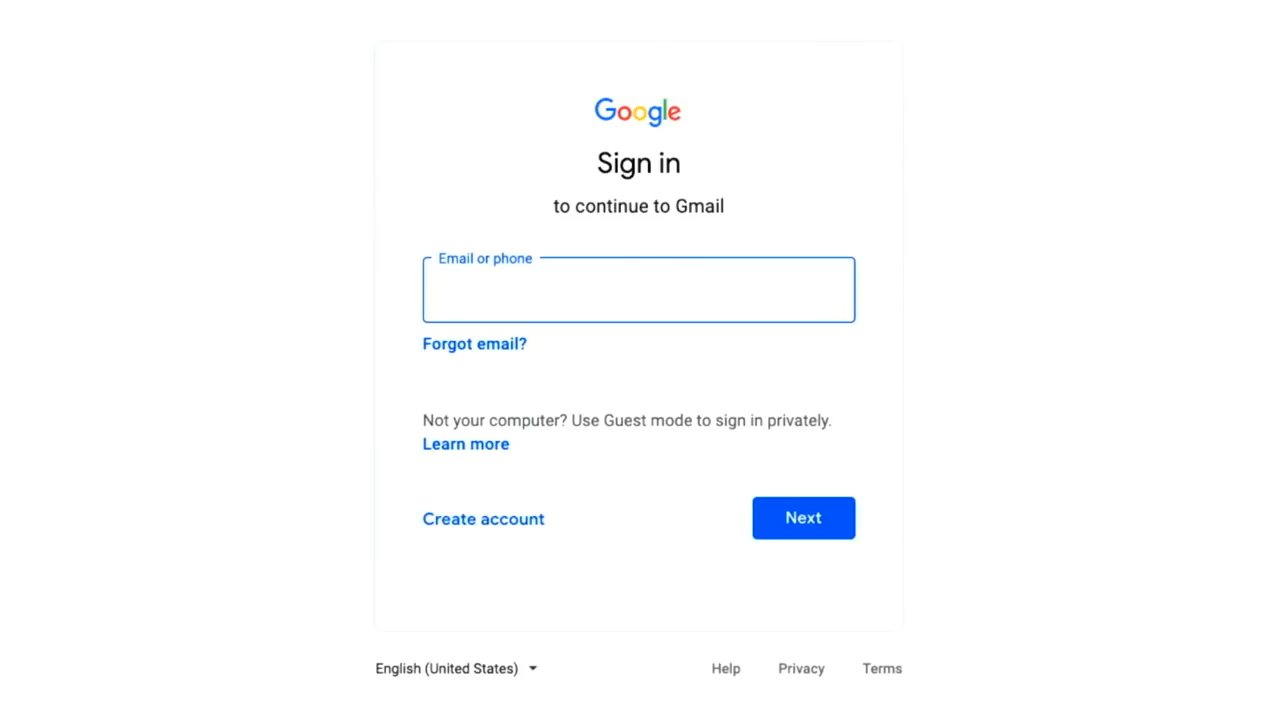 Google
Sign in
to continue to Gmail
Email or phone
Forgot email?
Not your computer? Use Guest mode to sign in privately.
Learn more
Create account
Next
English (United States)
Help
Privacy
Terms